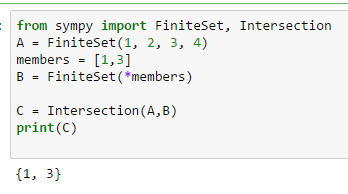 from sympy import FiniteSet, Intersection
A = FiniteSet(1, 2, 3, 4)
members = [1,3]
B = FiniteSet(*members)
C = Intersection(A,B)
print(C)
{1, 3}